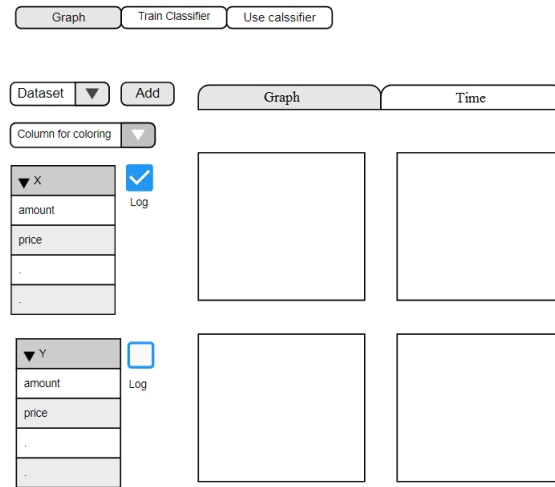 Graph
Train Classifier
Use calssifier
Dataset
Add
Graph
Time
Column for coloring
X
Log
amount
price
.
.
Y
Log
amount
price
.
.